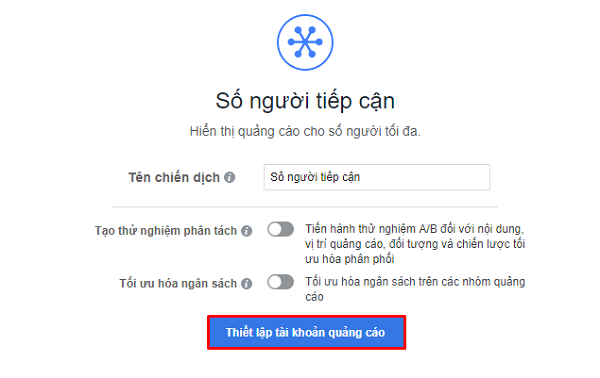 Số người tiếp cận
Hiển thị quảng cáo cho số người tối đa.
Tên chiến dịch
Số người tiếp cận
Tạo thử nghiệm phân tách
Tiến hành thử nghiệm A/B đối với nội dung,
vị trí quảng cáo, đối tượng và chiến lược tối
ưu hóa phân phối
Tối ưu hóa ngân sách
Tối ưu hóa ngân sách trên các nhóm quảng
cáo
Thiết lập tài khoản quảng cáo